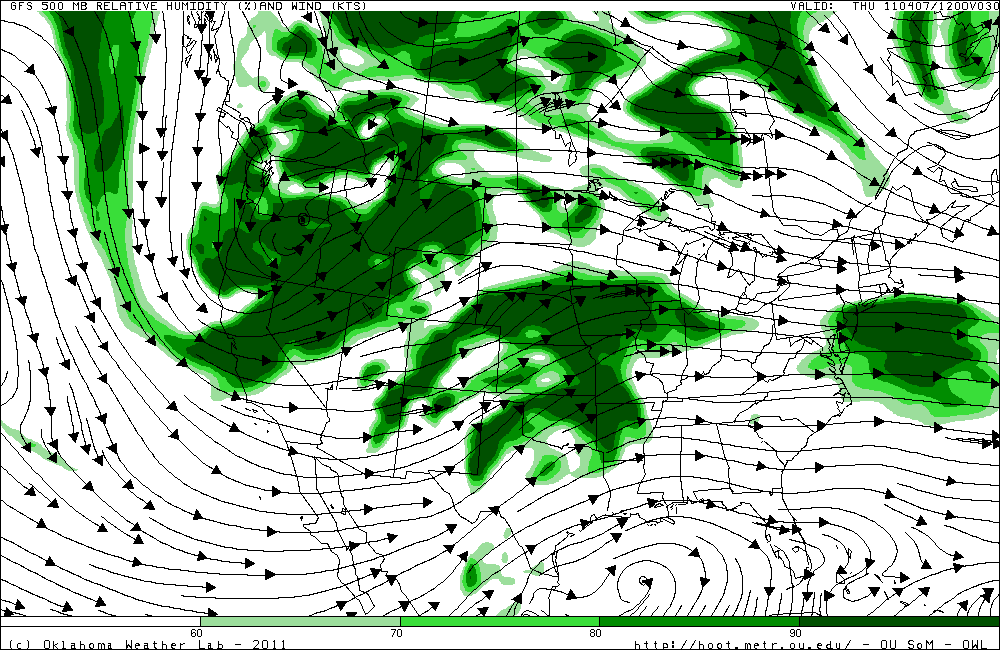 GFS 500 MB RELATIVE HUMIDITY (%)AND WIND (KTS) VALID: THU 110407/1200V030
60 70 80 90
(c) Oklahoma Weather Lab - 2011 http://hoot.metr.ou.edu/ - OU SoM - OWL